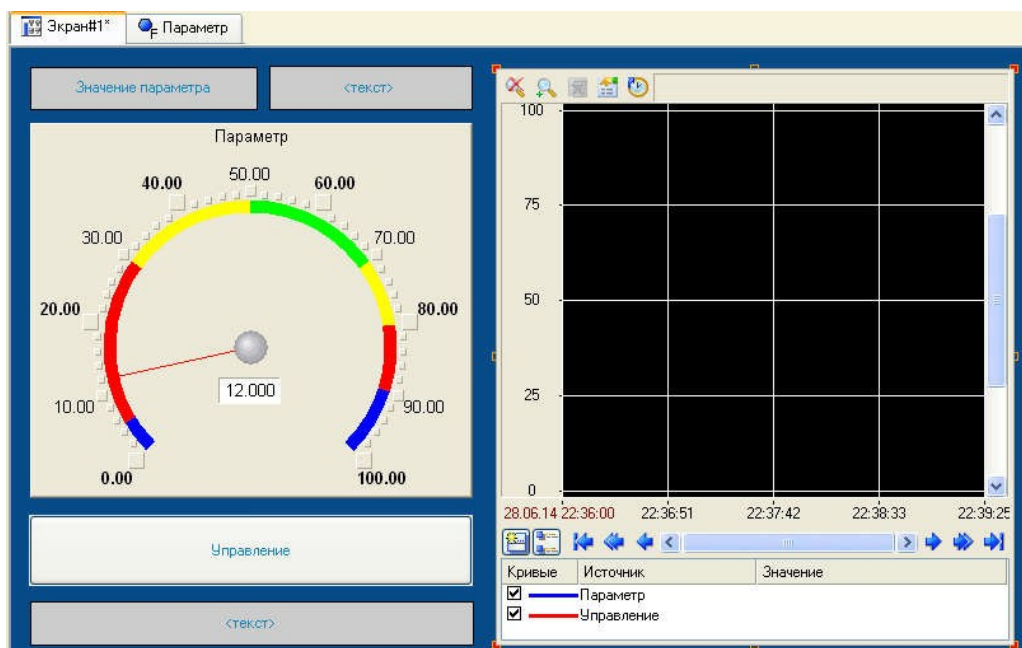 Экран#1*
F Параметр
Значение параметра
<текст>
Параметр
50.00
40.00
60.00
30.00
70.00
20.00
80.00
12.000
10.00
90.00
0.00
100.00
Управление
<текст>
100
75
50
25
0
28.06.14 22:36:00 22:36:51 22:37:42 22:38:33 22:39:25
Кривые Источник Значение
Параметр
Управление